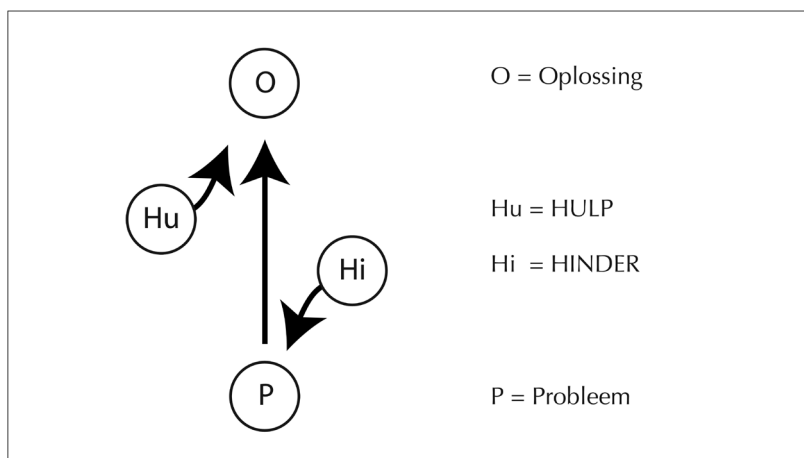 O
O = Oplossing
Hu
Hu = HULP
Hi
Hi = HINDER
P
P = Probleem